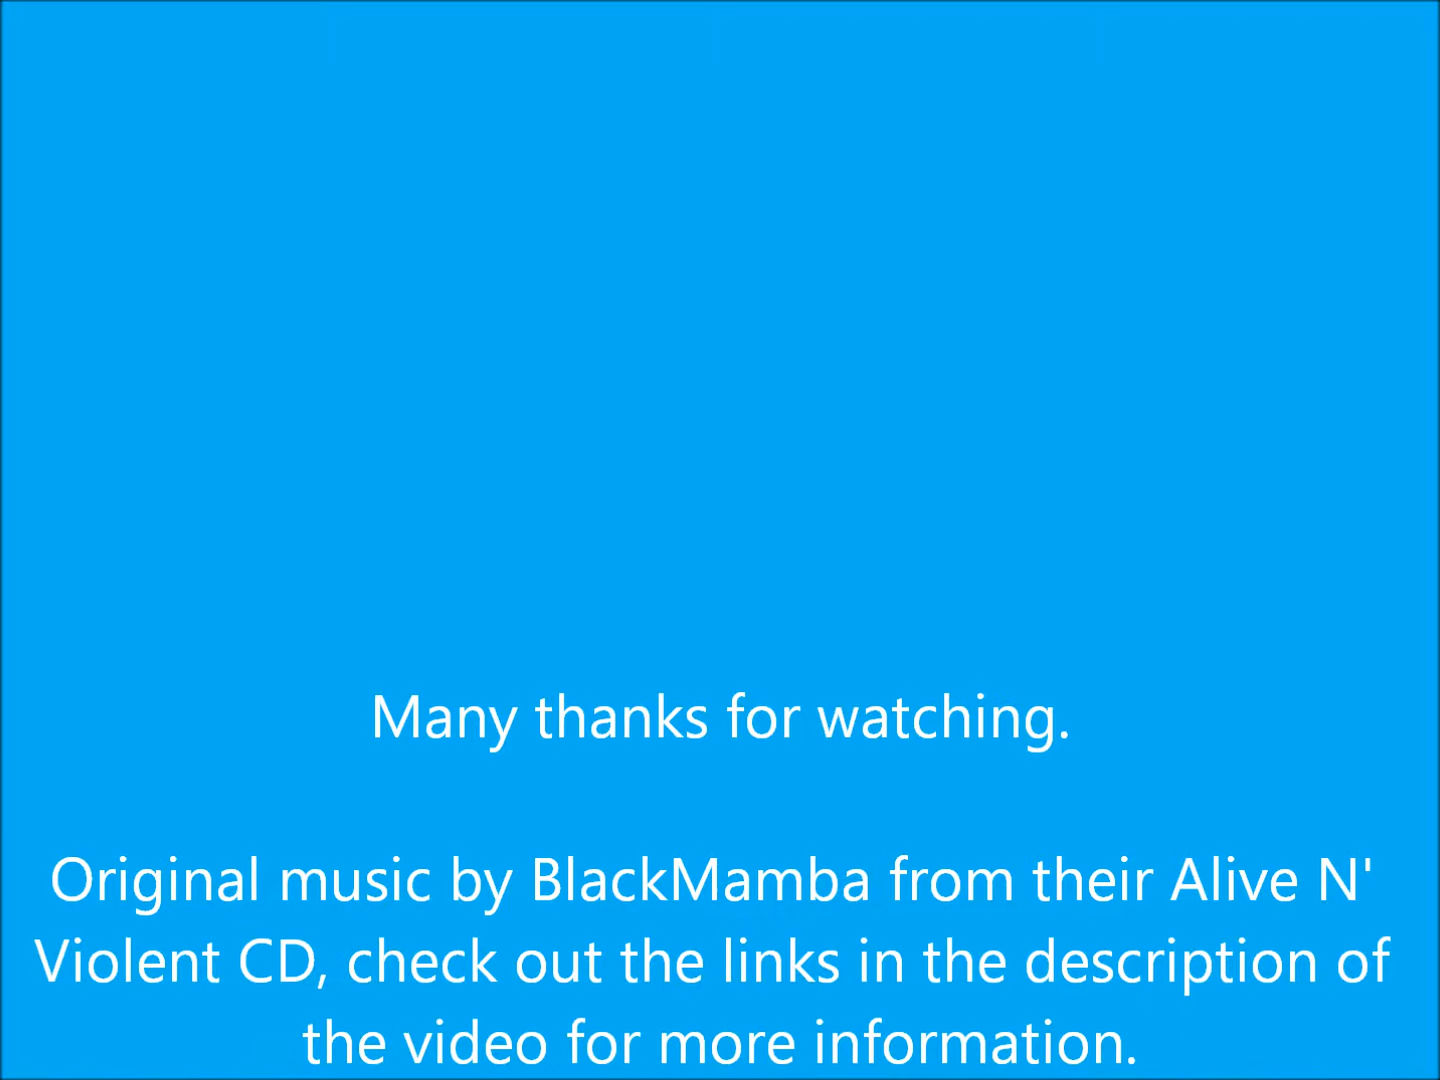 Many thanks for watching.
Original music by BlackMamba from their Alive N'
Violent CD, check out the links in the description of
the video for more information.